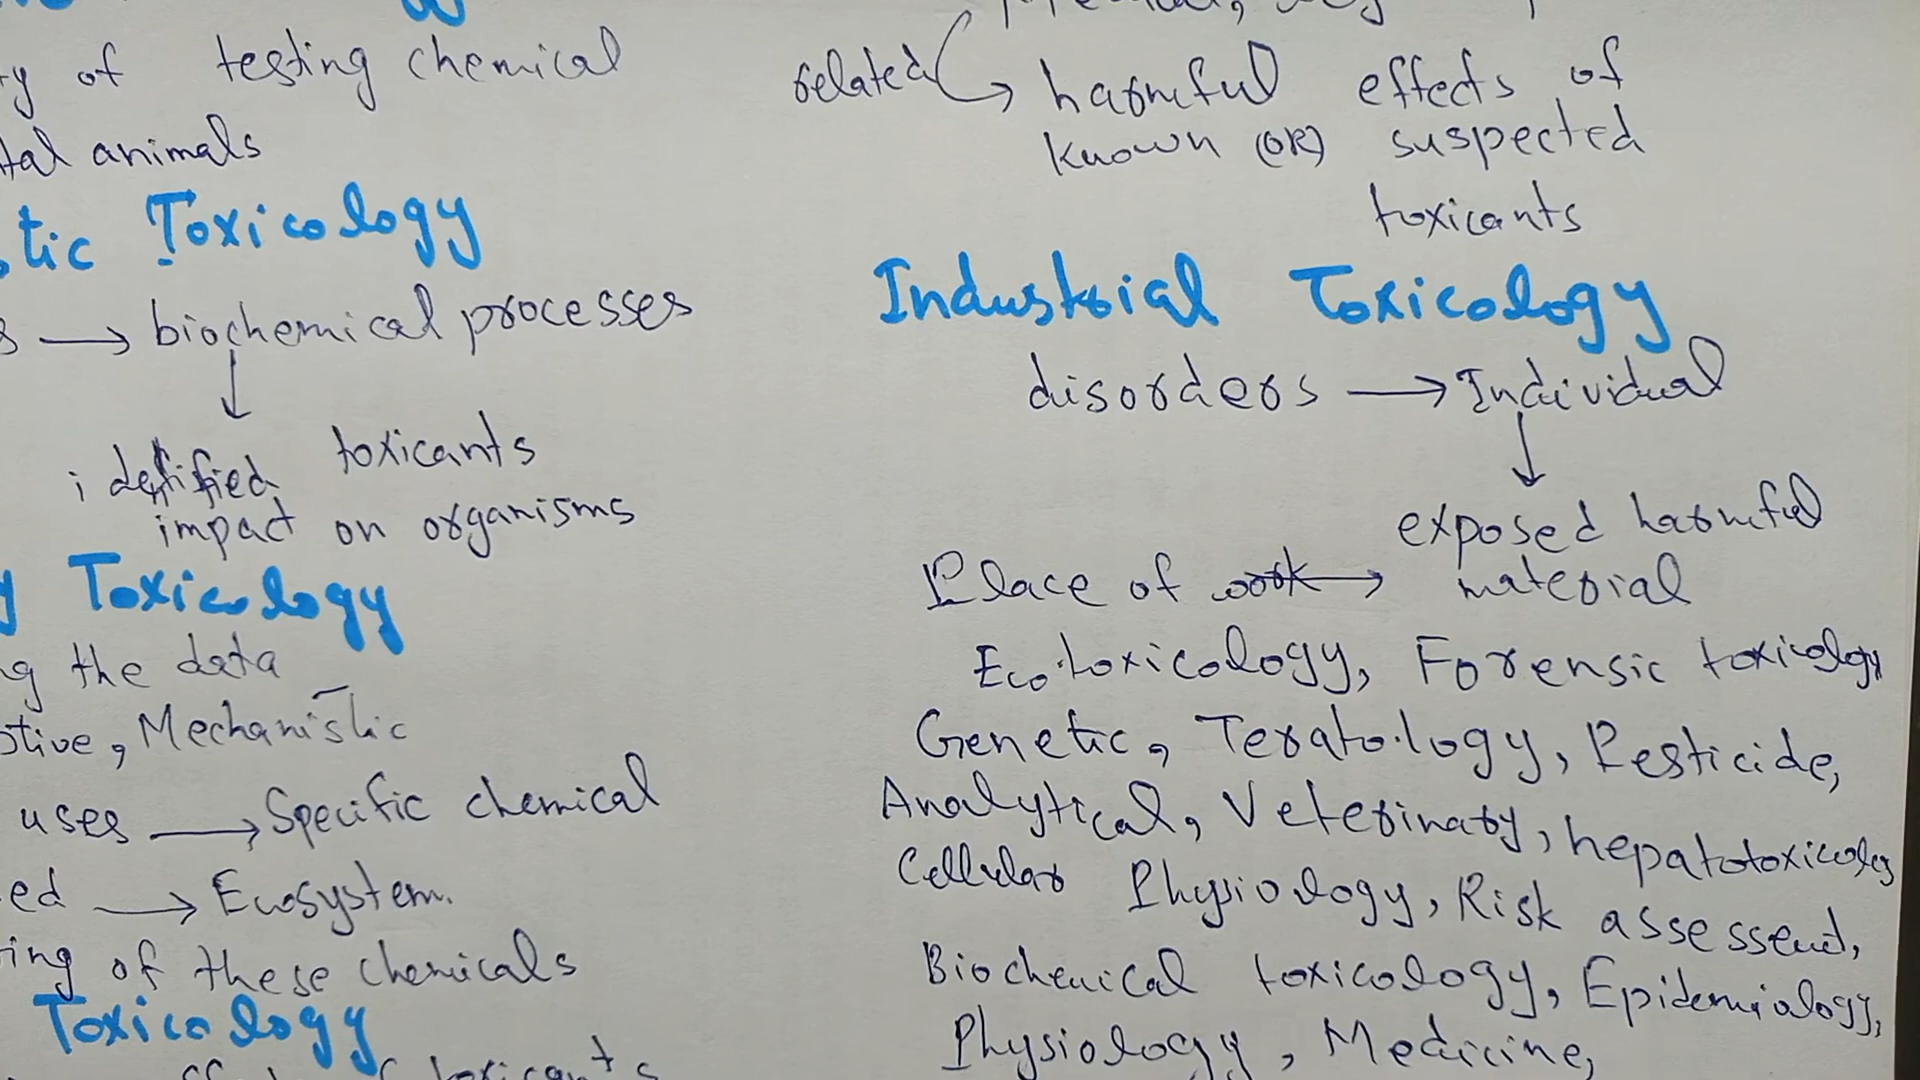 of testing chemical
animals
Toxicology
→ biochemical processes
↓
toxicants
impact on organisms
Toxicology
the data
Mechanistic
uses → Specific chemical
→ Ecosystem.
of these chemicals
Toxicology
toxicants
related → harmful effects of
known (OR) suspected
toxicants
Industrial Toxicology
disorders → Individual
↓
exposed harmful
Place of work → material
Ecotoxicology, Forensic toxicology
Genetic, Teratology, Pesticide,
Analytical, Veterinary, hepatotoxicology
Cellular Physiology, Risk
Biochemical toxicology, Epidemiology,
Physiology, Medicine,